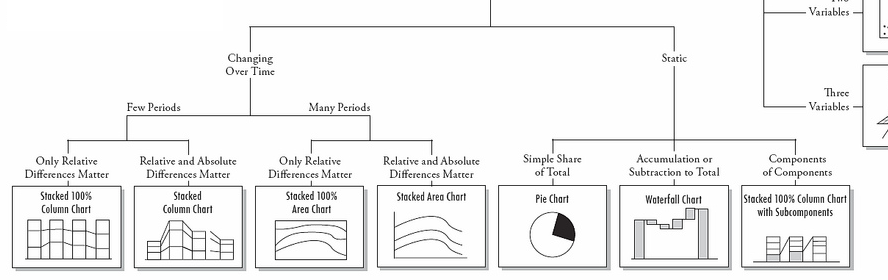 Variables
Changing
Over Time
Static
Three
Variables
Few Periods
Many Periods
Only Relative
Differences Matter
Relative and Absolute
Differences Matter
Only Relative
Differences Matter
Relative and Absolute
Differences Matter
Simple Share
of Total
Accumulation or
Subtraction to Total
Components
of Components
Stacked 100%
Column Chart
Stacked
Column Chart
Stacked 100%
Area Chart
Stacked Area Chart
Pie Chart
Waterfall Chart
Stacked 100% Column Chart
with Subcomponents